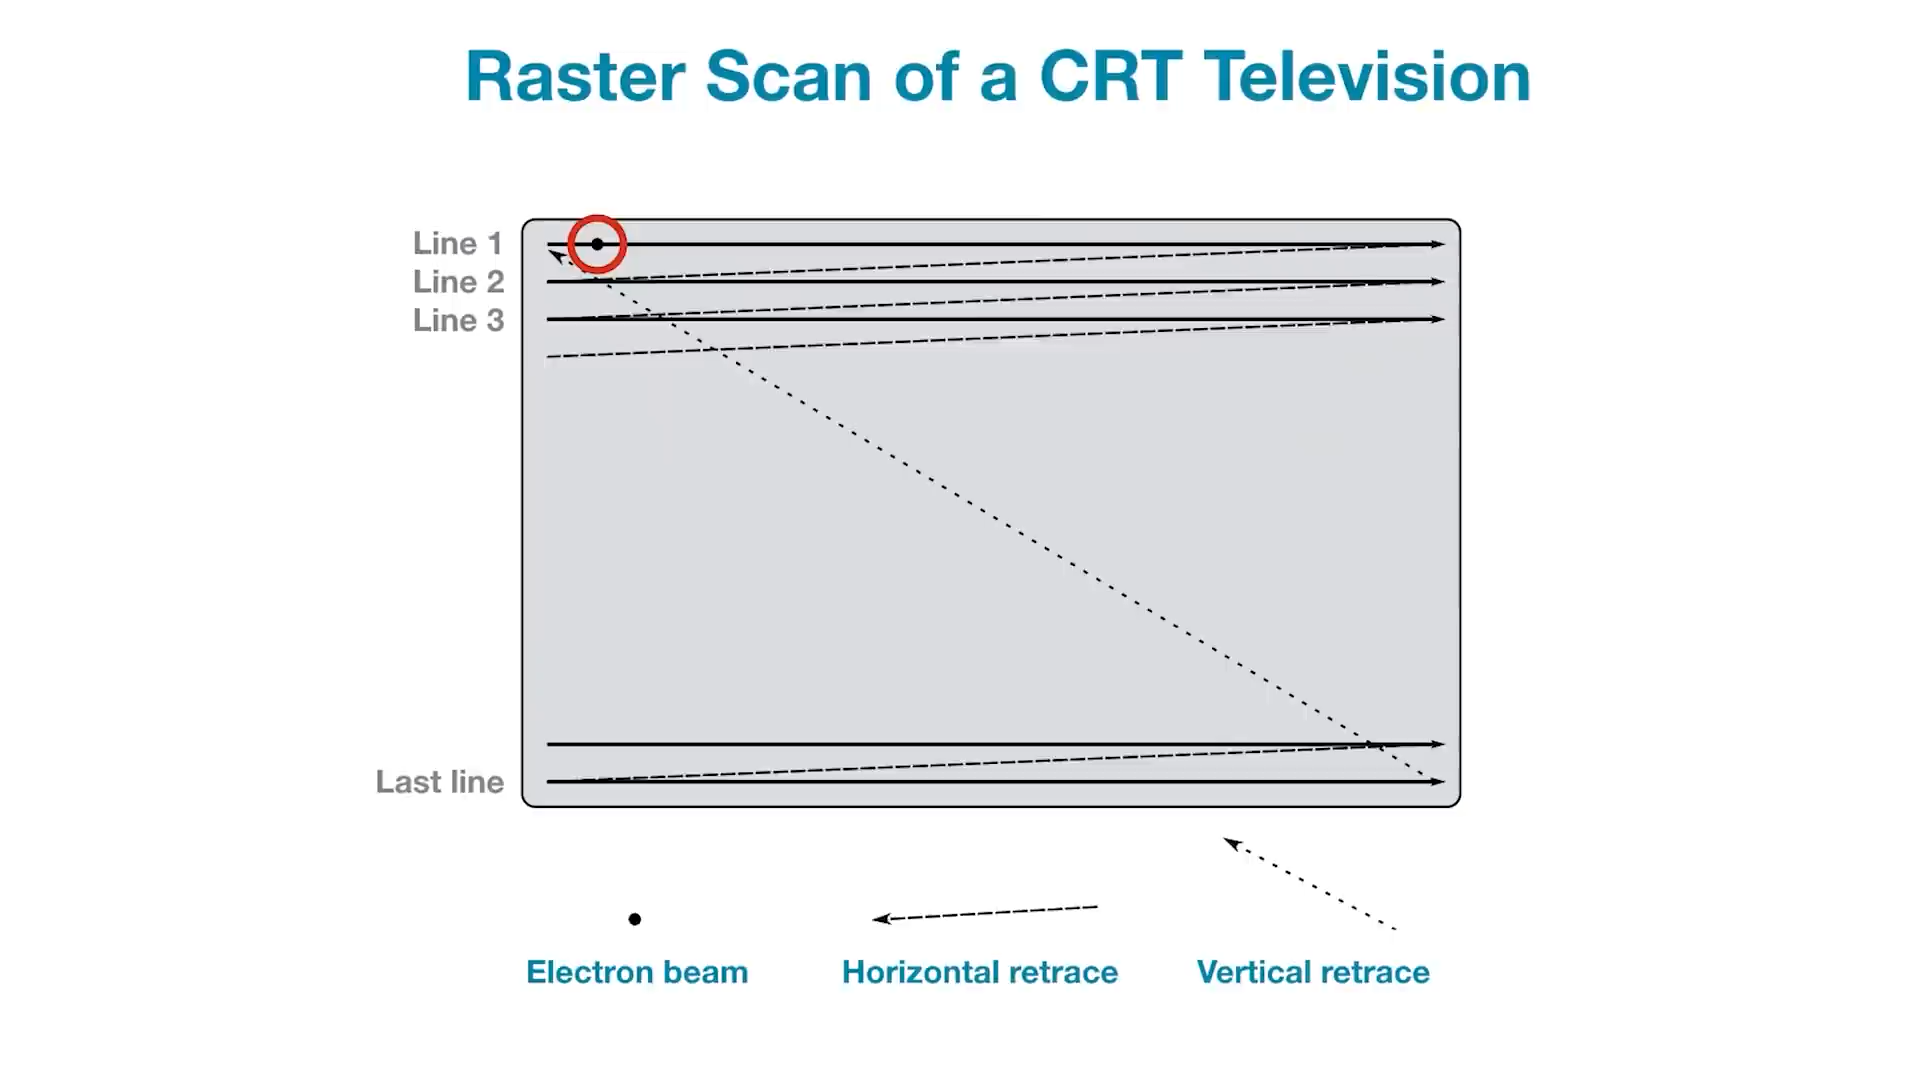 Raster Scan of a CRT Television
Line 1
Line 2
Line 3
Last line
Electron beam
Horizontal retrace
Vertical retrace